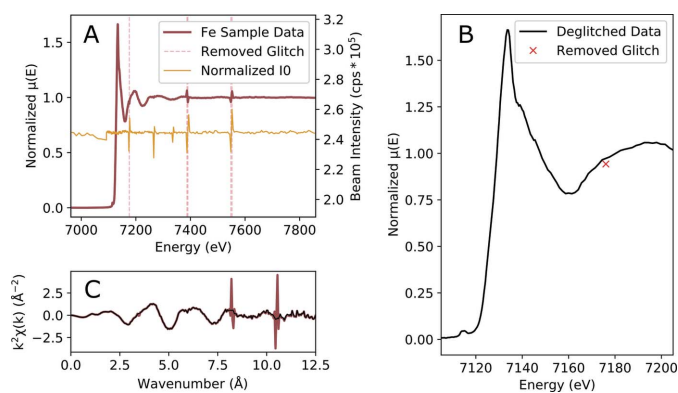 A
Fe Sample Data
Removed Glitch
Normalized I0
Normalized μ(E)
1.5
1.0
0.5
0.0
3.2
3.0
2.8
2.6
2.4
2.2
2.0
Beam Intensity (cps*10⁵)
7000
7200
7400
7600
7800
Energy (eV)
C
k²χ(k) (Å⁻²)
2.5
0.0
−2.5
0.0
2.5
5.0
7.5
10.0
12.5
Wavenumber (Å)
B
Deglitched Data
Removed Glitch
Normalized μ(E)
1.75
1.50
1.25
1.00
0.75
0.50
0.25
0.00
7120
7140
7160
7180
7200
Energy (eV)